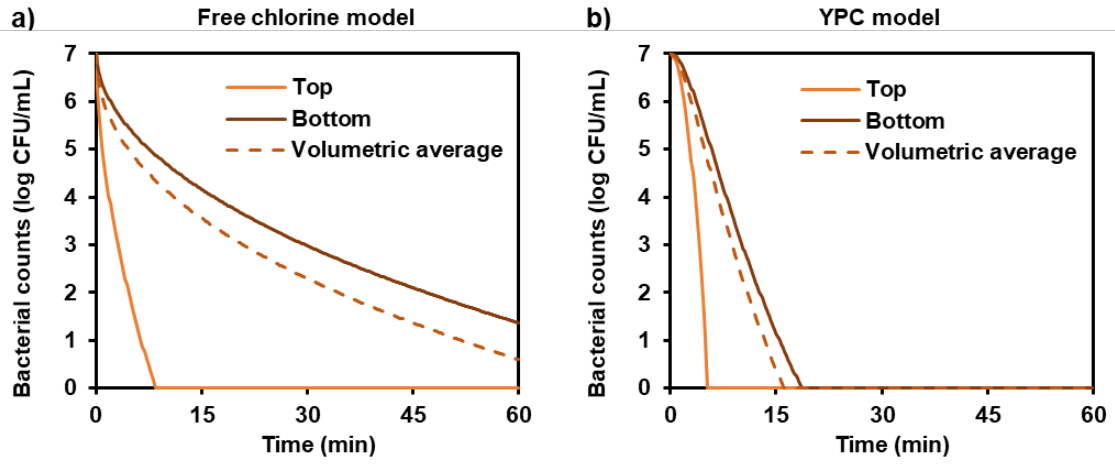 a)
Free chlorine model
Bacterial counts (log CFU/mL)
7
6
5
4
3
2
1
0
Top
Bottom
Volumetric average
0
15
30
45
60
Time (min)
b)
YPC model
Bacterial counts (log CFU/mL)
7
6
5
4
3
2
1
0
Top
Bottom
Volumetric average
0
15
30
45
60
Time (min)